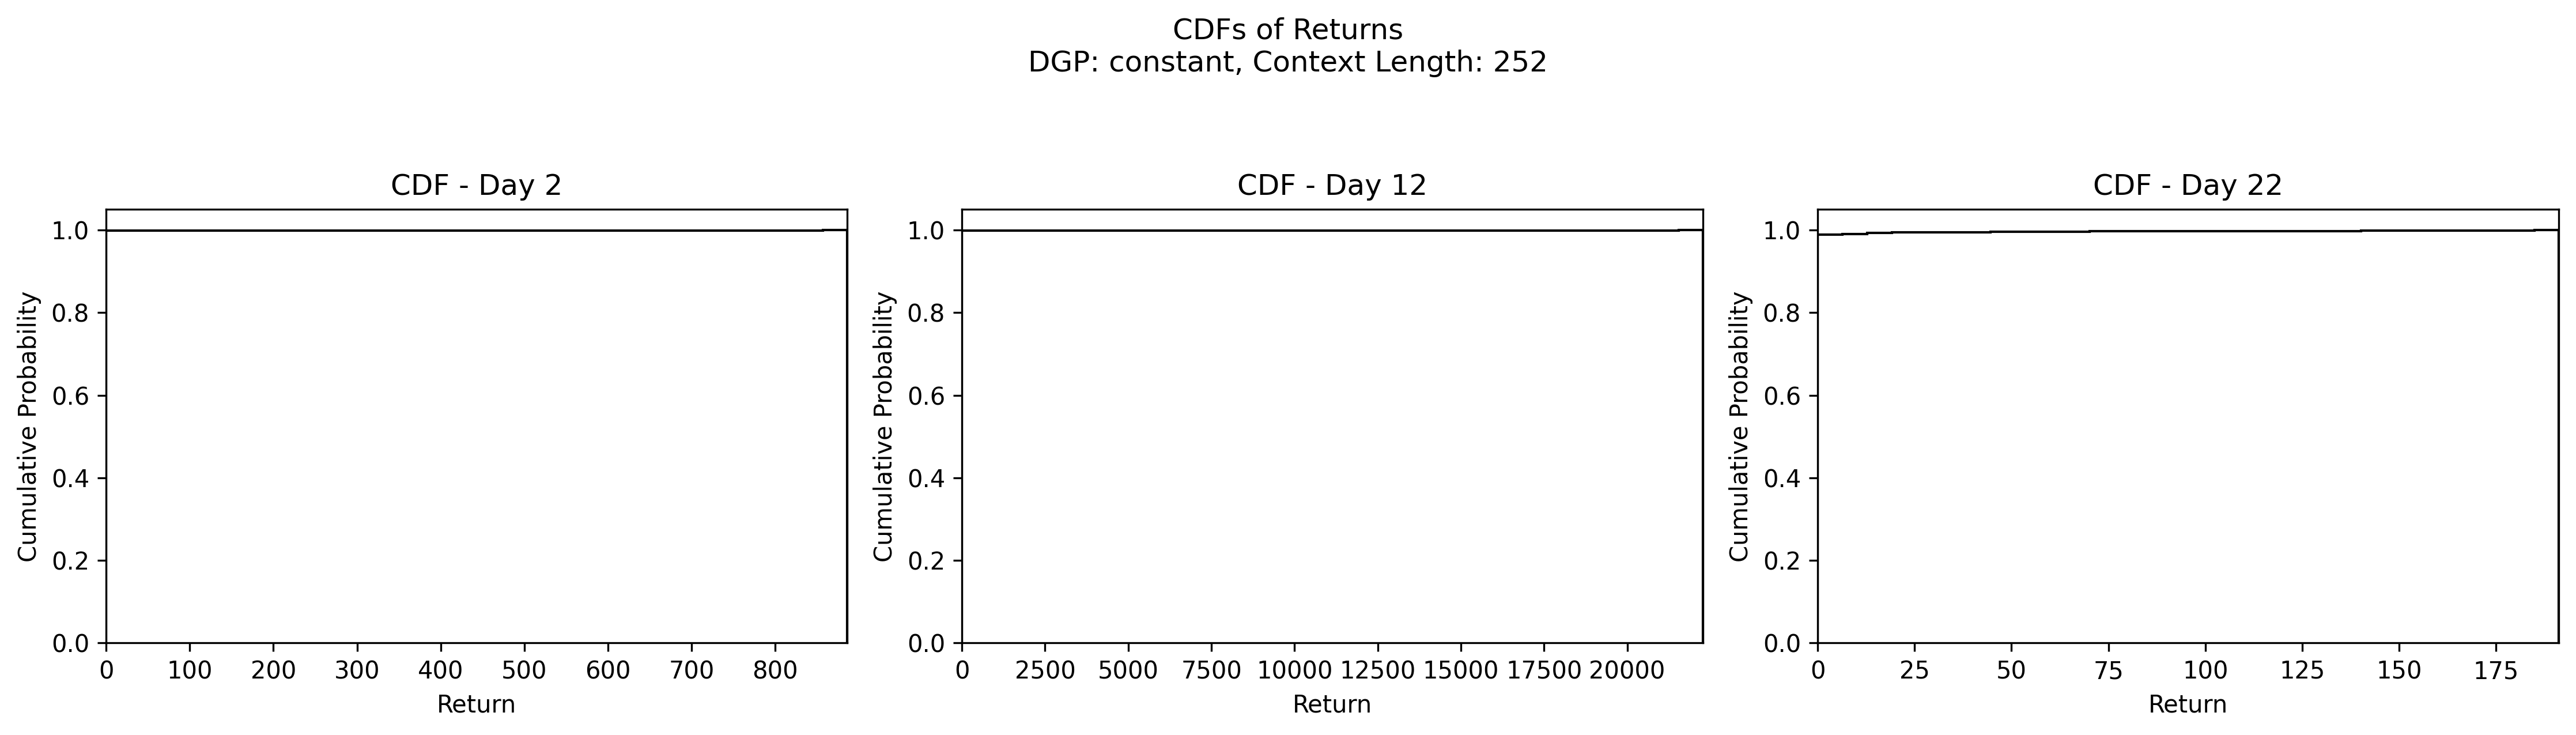 CDFs of Returns
DGP: constant, Context Length: 252
CDF - Day 2
1.0
0.8
0.6
0.4
0.2
0.0
Cumulative Probability
0 100 200 300 400 500 600 700 800
Return
CDF - Day 12
1.0
0.8
0.6
0.4
0.2
0.0
Cumulative Probability
0 2500 5000 7500 10000 12500 15000 17500 20000
Return
CDF - Day 22
1.0
0.8
0.6
0.4
0.2
0.0
Cumulative Probability
0 25 50 75 100 125 150 175
Return